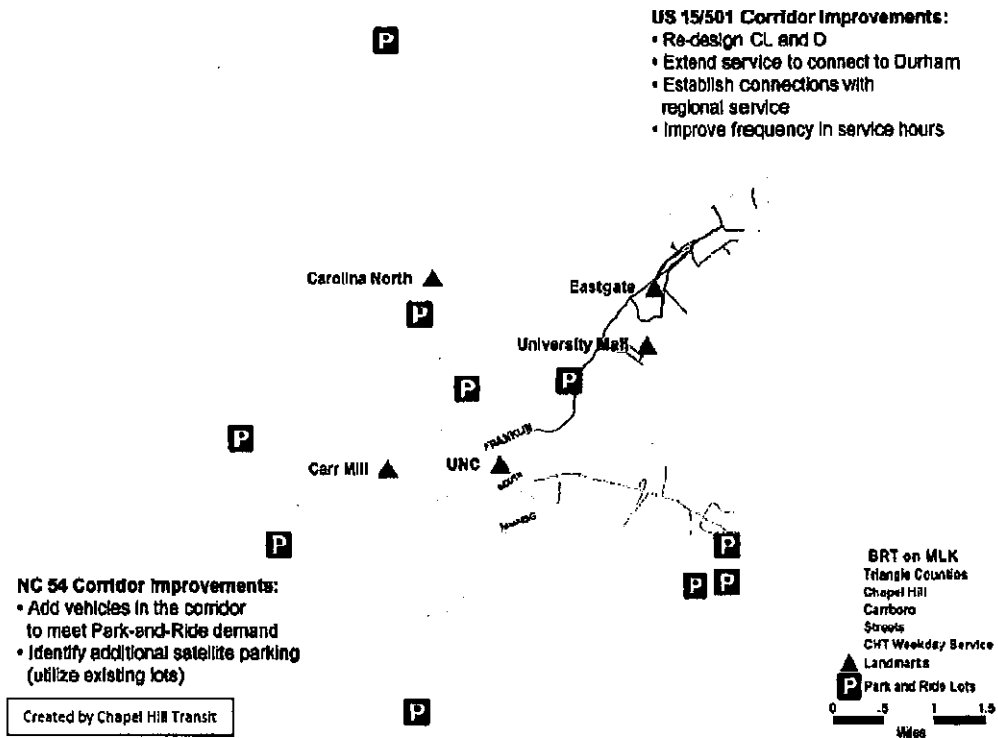 US 15/501 Corridor Improvements:
• Re-design CL and D
• Extend service to connect to Durham
• Establish connections with
regional service
• Improve frequency in service hours
P
Carolina North
Eastgate
P
University Mall
P
P
P
FRANKLIN
Carr Mill
UNC
SOUTH
MANNING
P
P
P
P
NC 54 Corridor Improvements:
• Add vehicles in the corridor
to meet Park-and-Ride demand
• Identify additional satellite parking
(utilize existing lots)
BRT on MLK
Triangle Counties
Chapel Hill
Carrboro
Streets
CHT Weekday Service
Landmarks
P Park and Ride Lots
0 .5 1 1.5
Miles
P
Created by Chapel Hill Transit